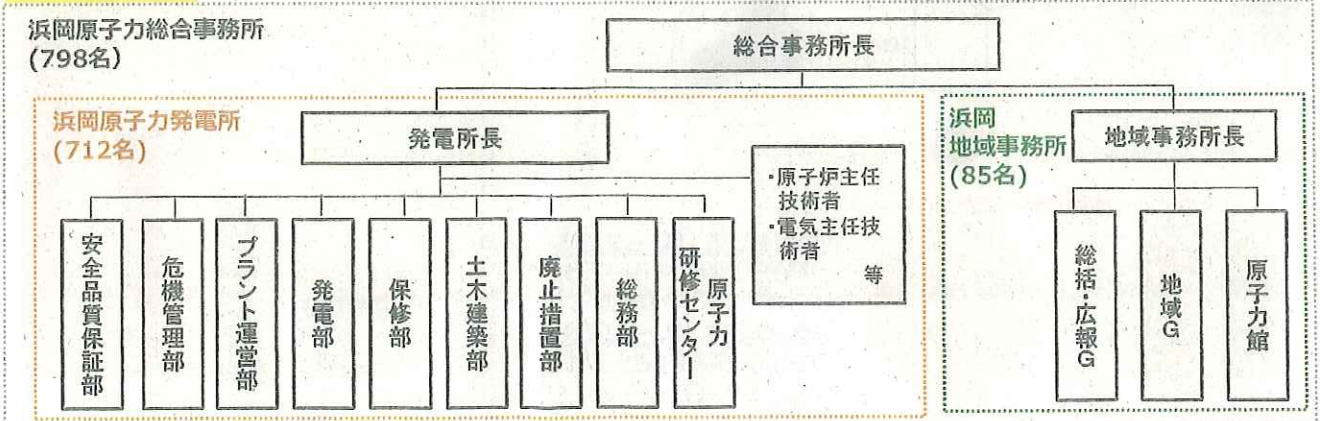 浜岡原子力総合事務所
(798名)
総合事務所長
浜岡原子力発電所
(712名)
発電所長
・原子炉主任
技術者
・電気主任技
術者
等
安全品質保証部
危機管理部
プラント運営部
発電部
保修部
土木建築部
廃止措置部
総務部
原子力
研修センター
浜岡
地域事務所
(85名)
地域事務所長
総括・広報G
地域G
原子力館